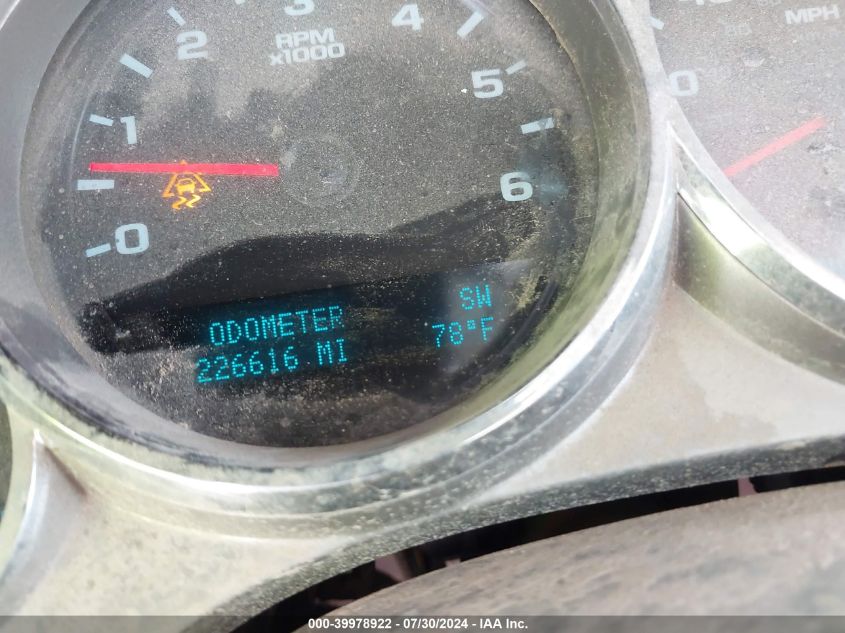 3
4
2
RPM
x1000
5
1
6
0
MPH
0
ODOMETER
226616 MI
SW
78°F
000-39978922 - 07/30/2024 - IAA Inc.